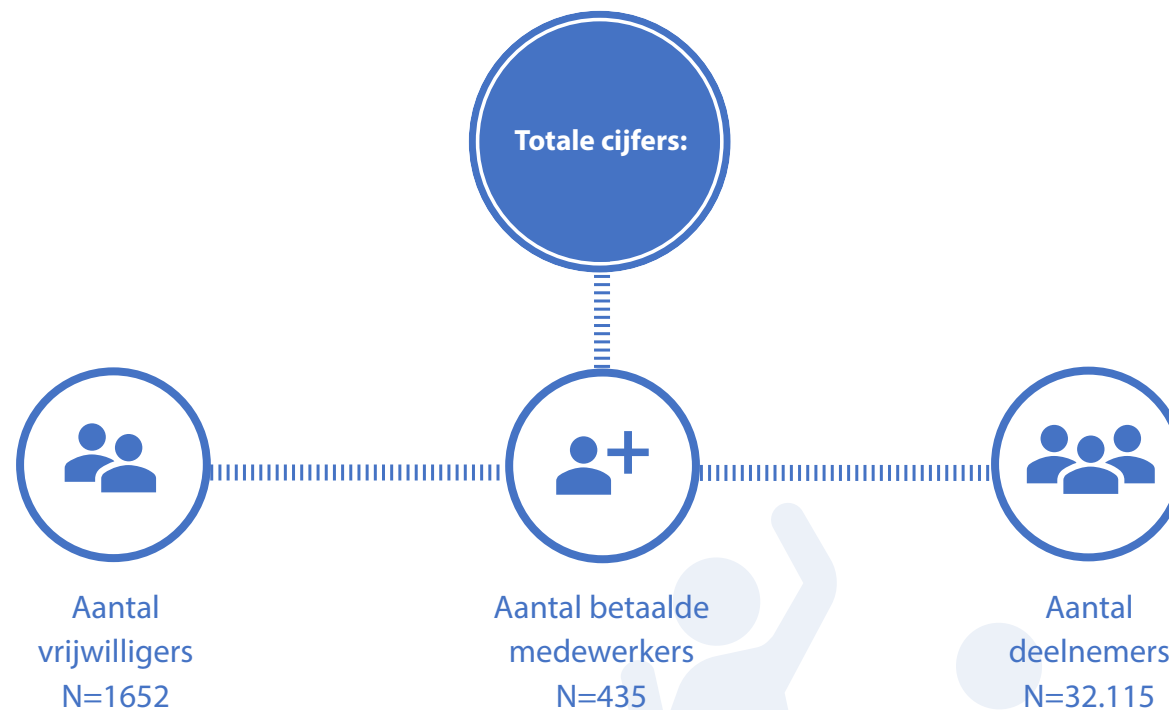 Totale cijfers:
Aantal
vrijwilligers
N=1652
Aantal betaalde
medewerkers
N=435
Aantal
deelnemers
N=32.115